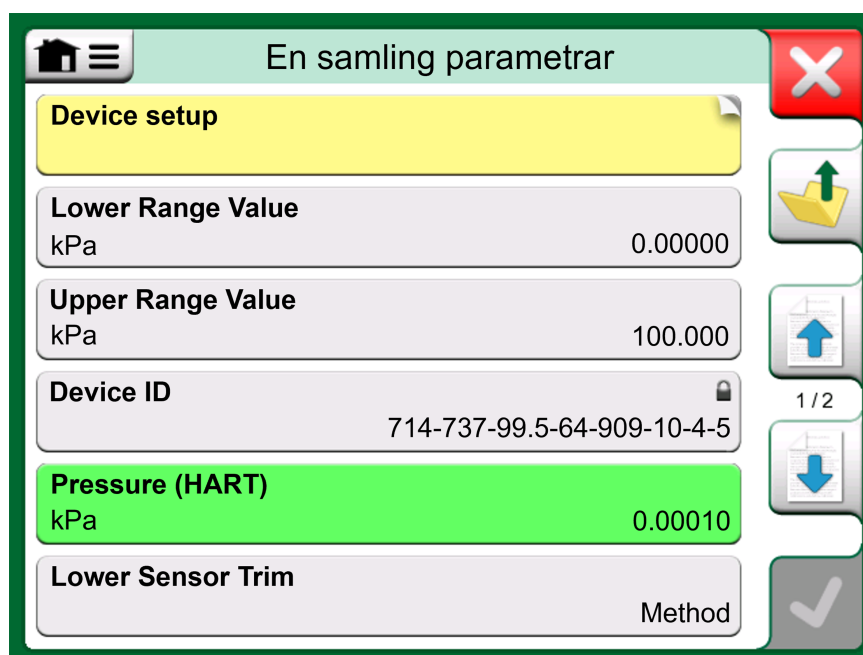 En samling parametrar
Device setup
Lower Range Value
kPa 0.00000
Upper Range Value
kPa 100.000
Device ID
714-737-99.5-64-909-10-4-5
1 / 2
Pressure (HART)
kPa 0.00010
Lower Sensor Trim
Method